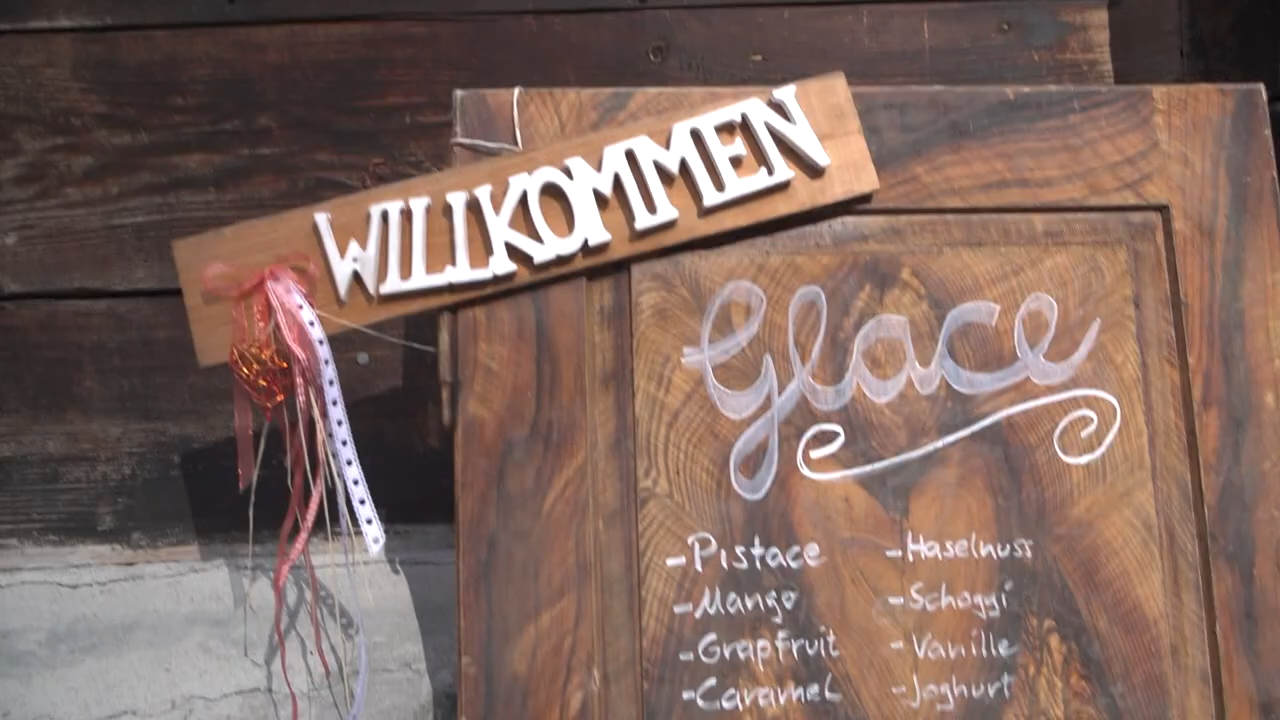 WILLKOMMEN
Glace
-Pistace
-Mango
-Grapfruit
-Caramel
-Haselnuss
-Schoggi
-Vanille
-Joghurt